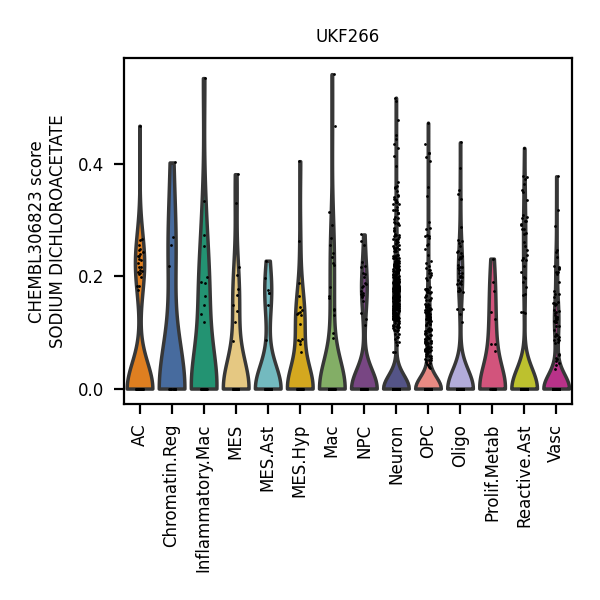 UKF266
CHEMBL306823 score
SODIUM DICHLOROACETATE
0.4
0.2
0.0
AC
Chromatin.Reg
Inflammatory.Mac
MES
MES.Ast
MES.Hyp
Mac
NPC
Neuron
OPC
Oligo
Prolif.Metab
Reactive.Ast
Vasc